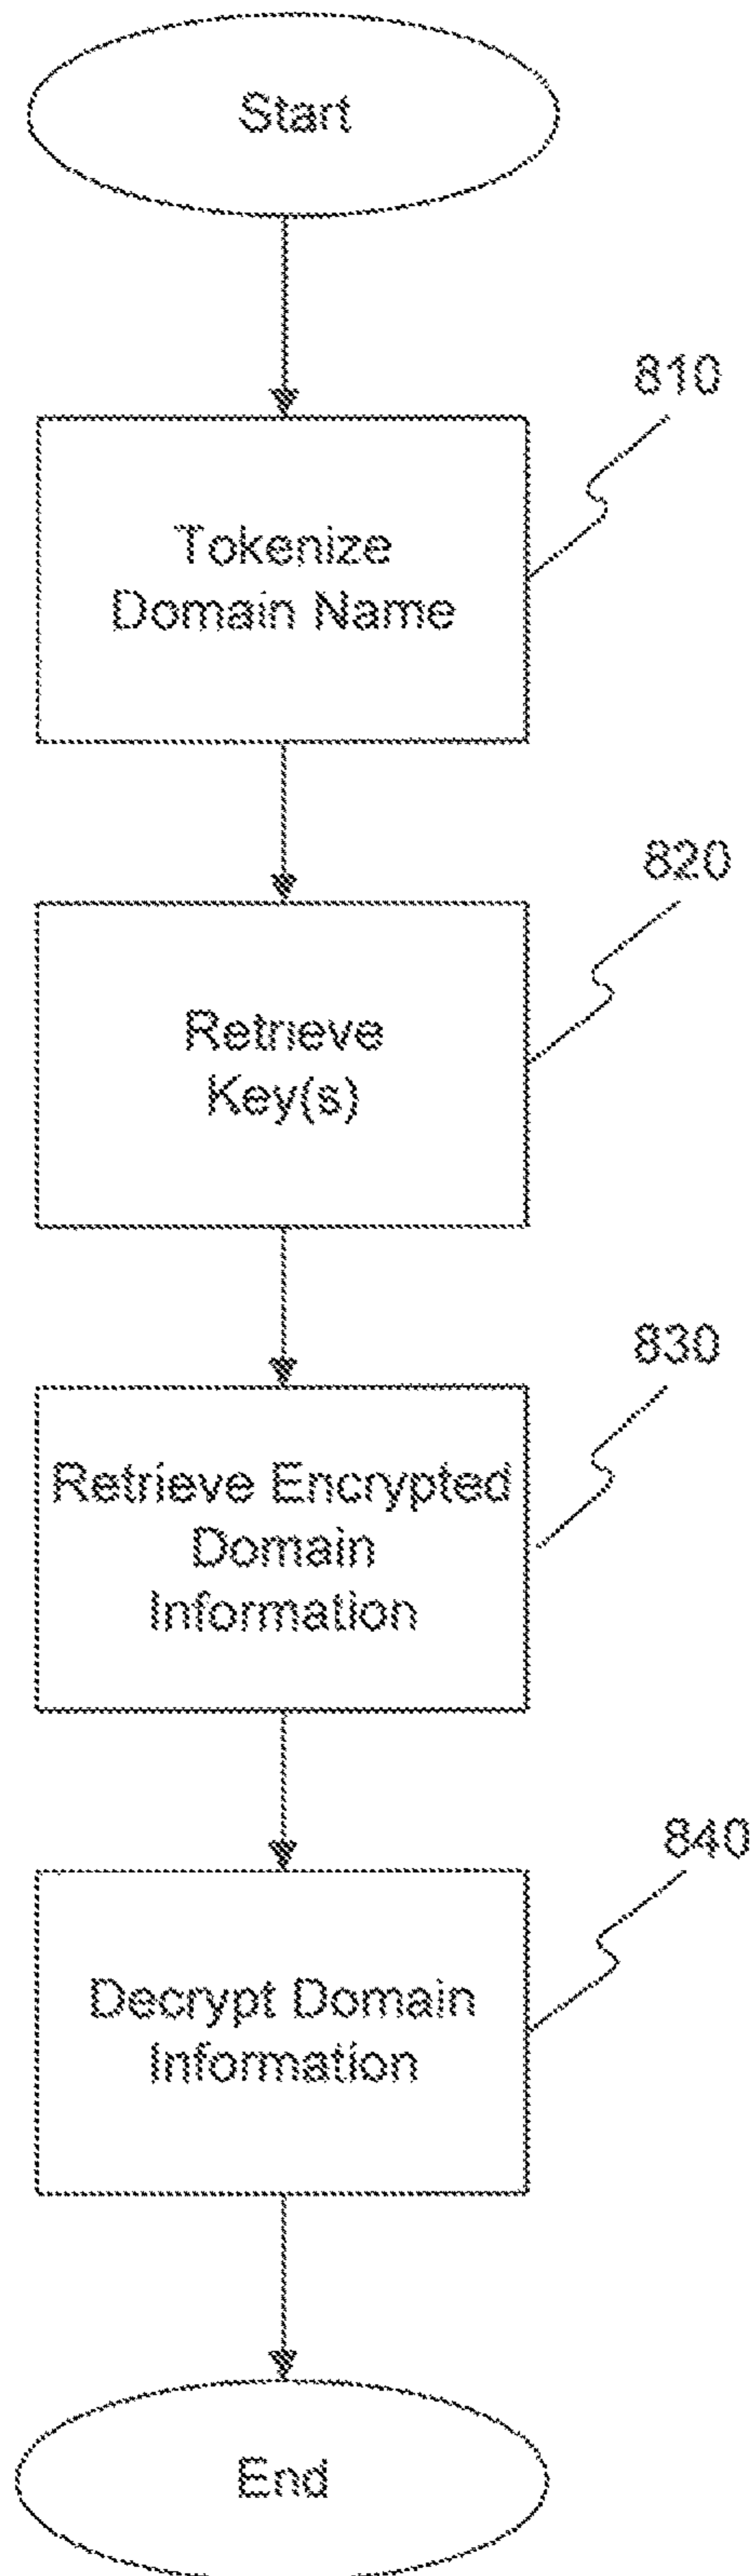 Start
810
Tokenize
Domain Name
820
Retrieve
Key(s)
830
Retrieve Encrypted
Domain
Information
840
Decrypt Domain
Information
End